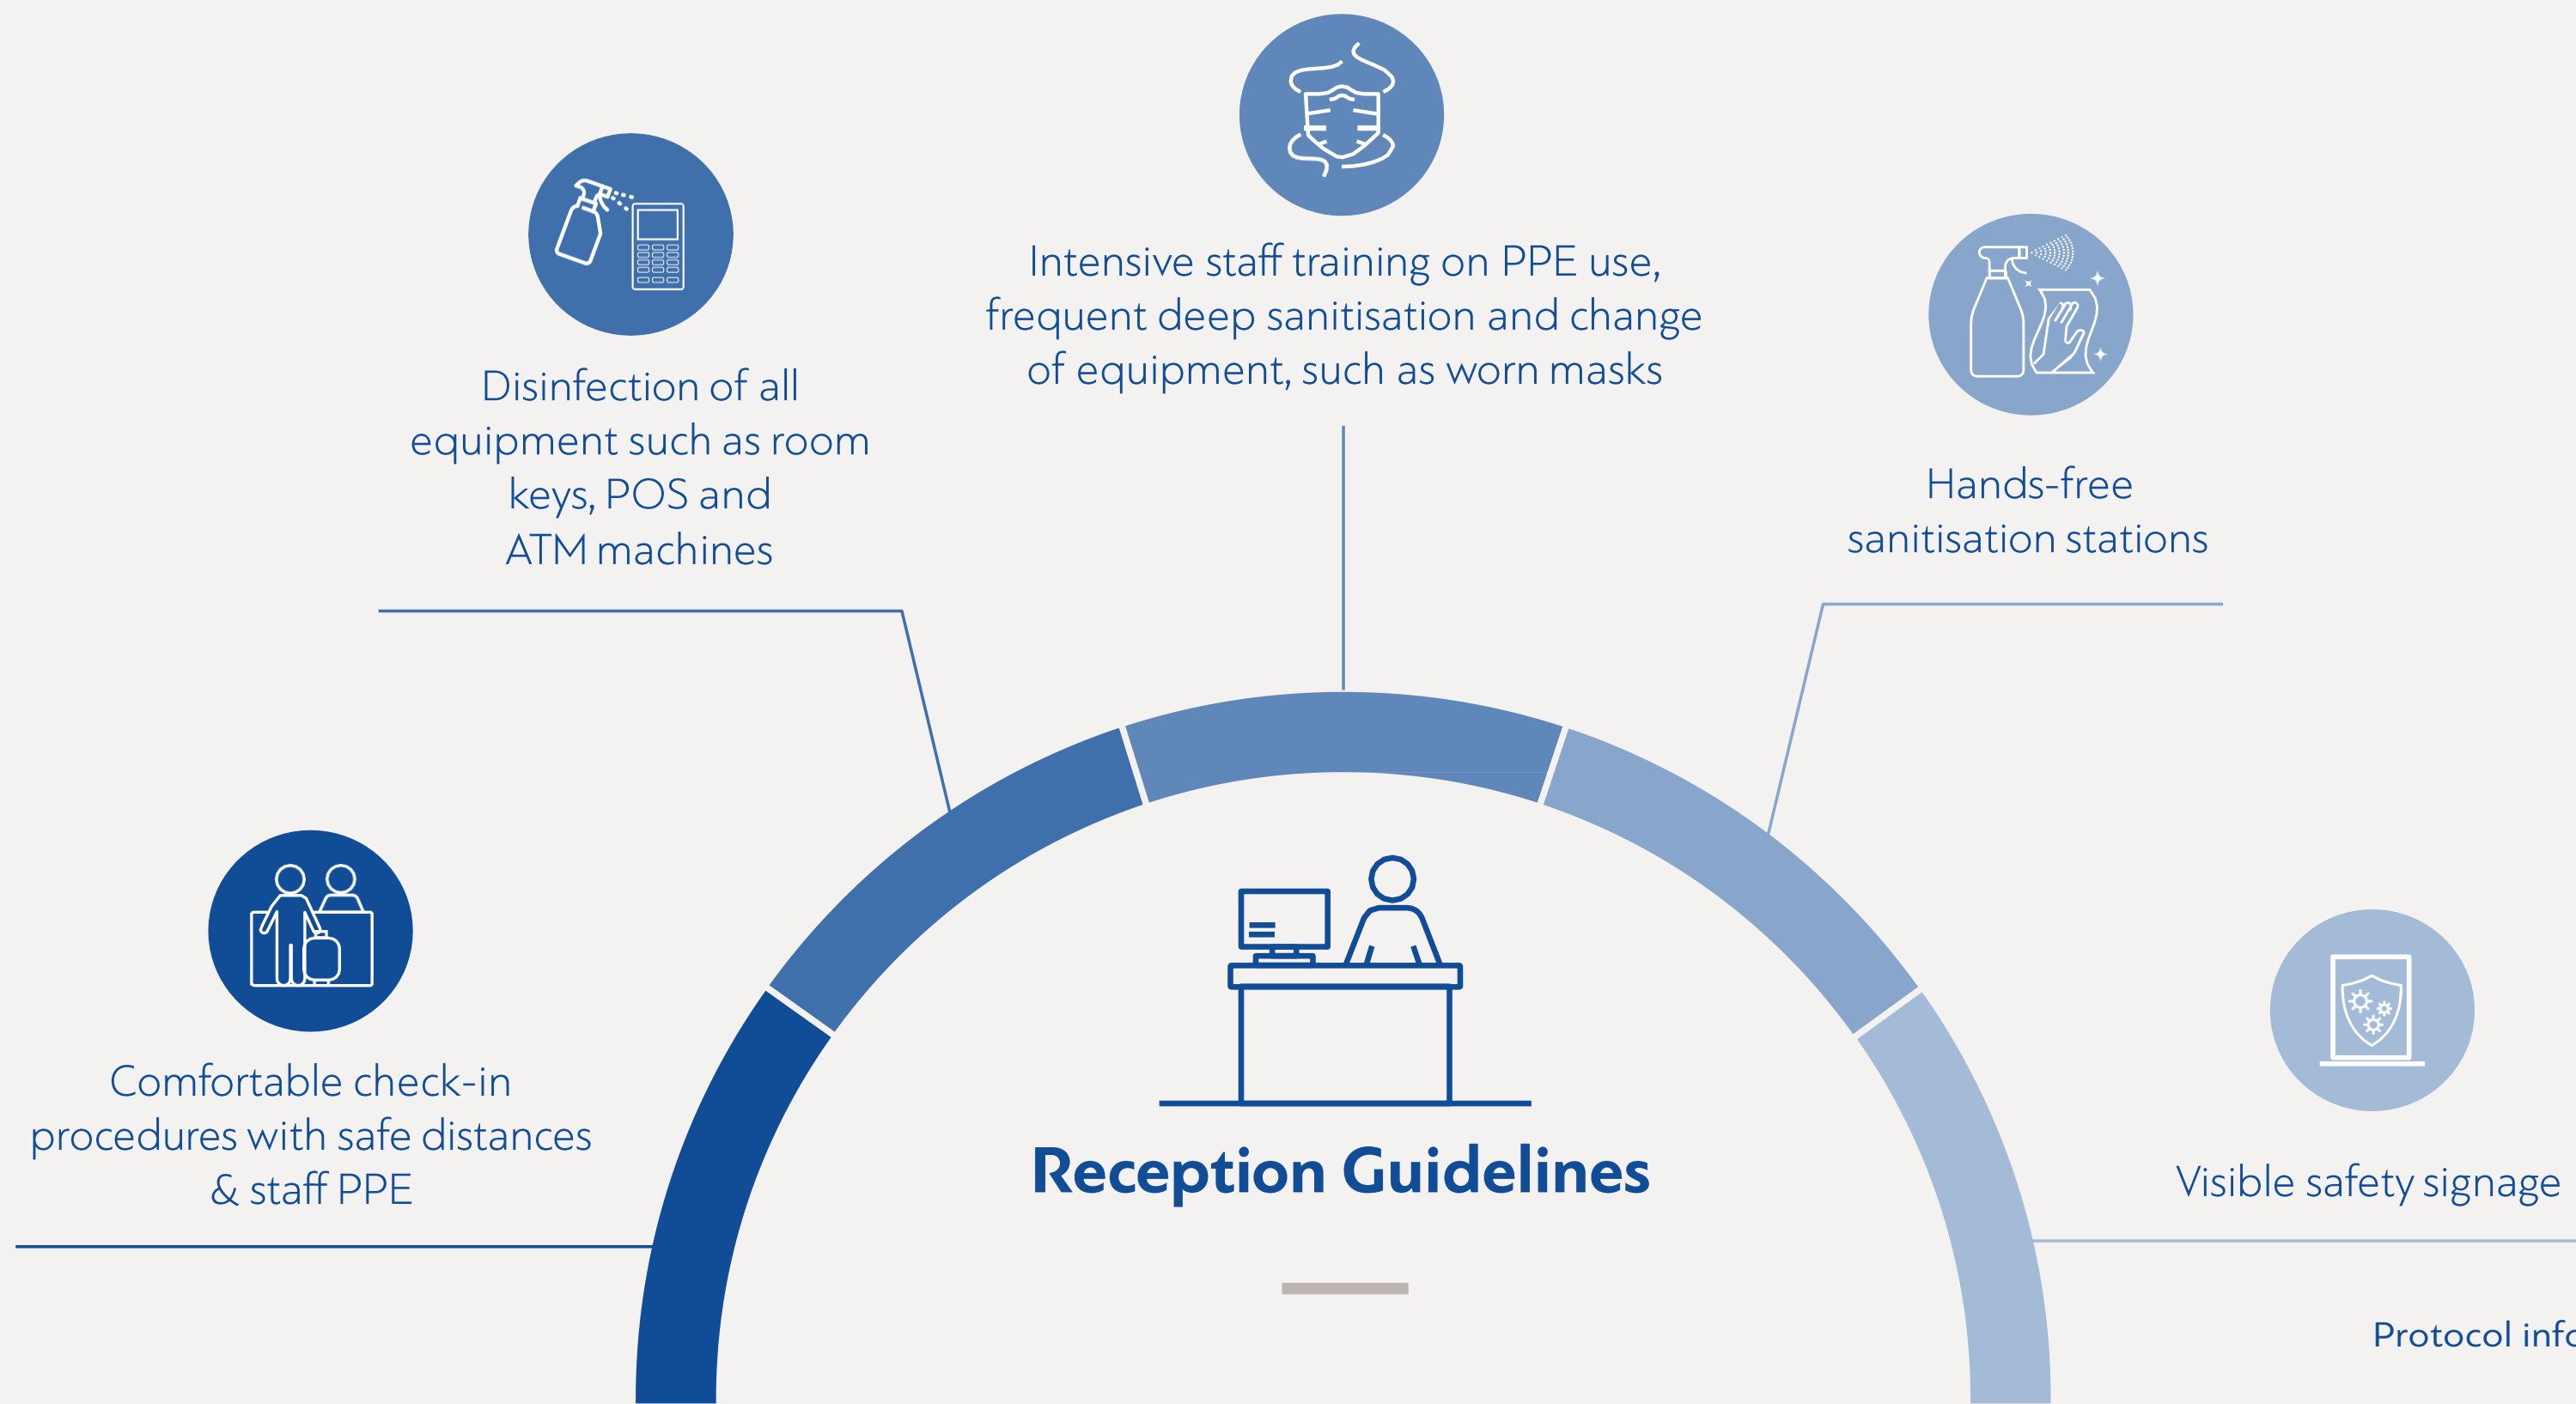 Intensive staff training on PPE use,
frequent deep sanitisation and change
of equipment, such as worn masks
Disinfection of all
equipment such as room
keys, POS and
ATM machines
Hands-free
sanitisation stations
Comfortable check-in
procedures with safe distances
& staff PPE
Reception Guidelines
Visible safety signage
Protocol